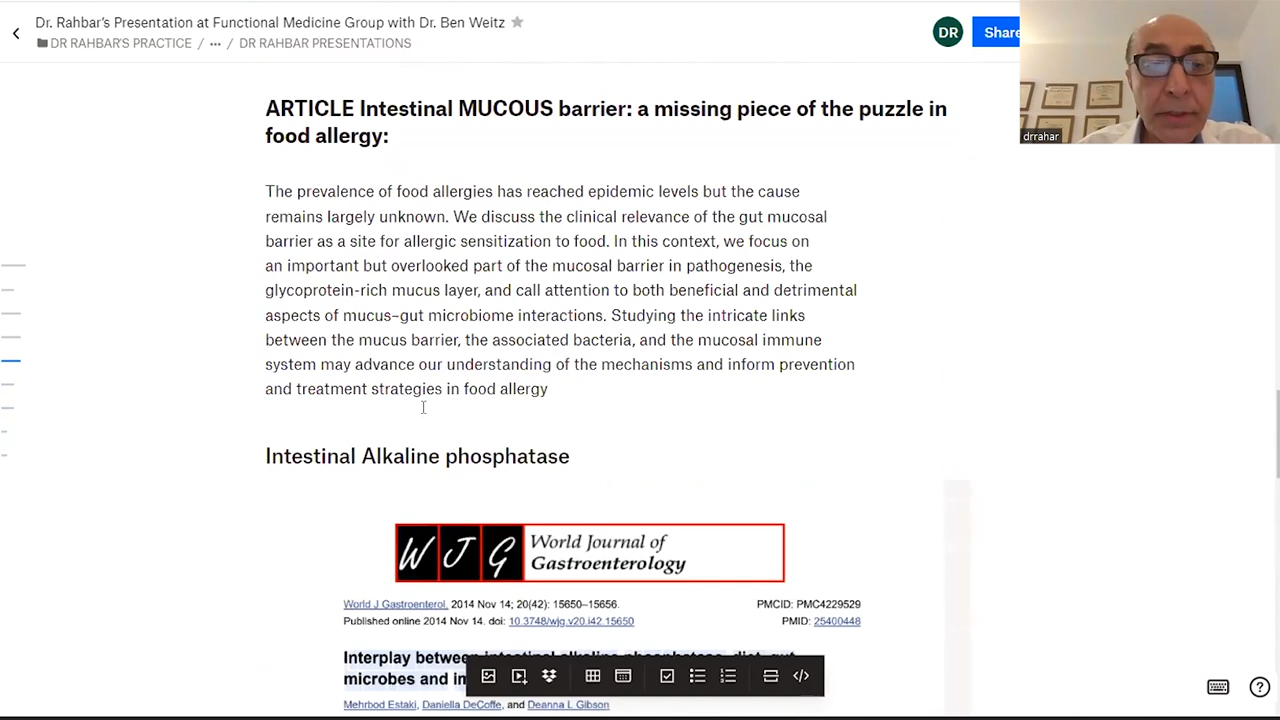 Dr. Rahbar's Presentation at Functional Medicine Group with Dr. Ben Weitz
DR RAHBAR'S PRACTICE / ··· / DR RAHBAR PRESENTATIONS
DR
Share
drrahar
ARTICLE Intestinal MUCOUS barrier: a missing piece of the puzzle in
food allergy:
The prevalence of food allergies has reached epidemic levels but the cause
remains largely unknown. We discuss the clinical relevance of the gut mucosal
barrier as a site for allergic sensitization to food. In this context, we focus on
an important but overlooked part of the mucosal barrier in pathogenesis, the
glycoprotein-rich mucus layer, and call attention to both beneficial and detrimental
aspects of mucus–gut microbiome interactions. Studying the intricate links
between the mucus barrier, the associated bacteria, and the mucosal immune
system may advance our understanding of the mechanisms and inform prevention
and treatment strategies in food allergy
Intestinal Alkaline phosphatase
WJG
World Journal of
Gastroenterology
World J Gastroenterol. 2014 Nov 14; 20(42): 15650–15656.
PMCID: PMC4229529
Published online 2014 Nov 14. doi: 10.3748/wjg.v20.i42.15650
PMID: 25400448
Interplay between intestinal alkaline phosphatase, diet, gut
microbes and
Mehrbod Estaki, Daniella DeCoffe, and Deanna L Gibson